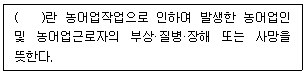 (    )란 농어업작업으로 인하여 발생한 농어업인
및 농어업근로자의 부상·질병·장해 또는 사망을
뜻한다.